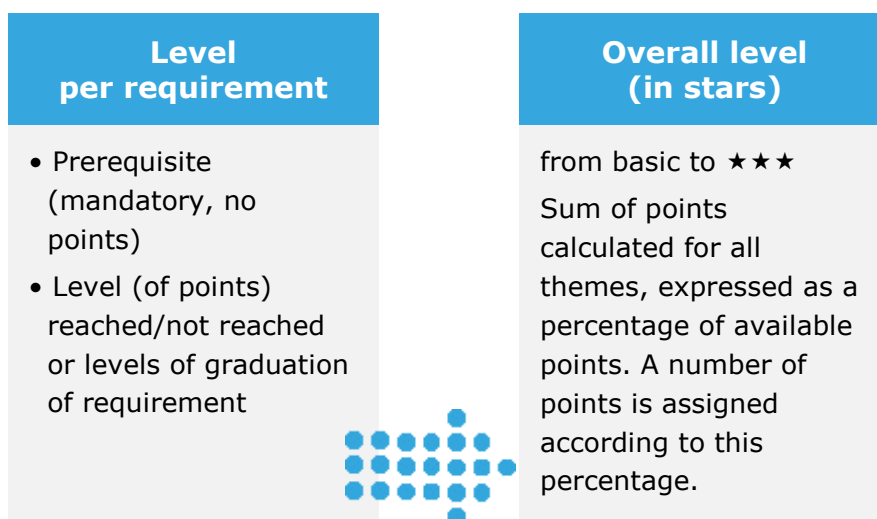 Level
per requirement
• Prerequisite
(mandatory, no
points)
• Level (of points)
reached/not reached
or levels of graduation
of requirement
Overall level
(in stars)
from basic to ★★★
Sum of points
calculated for all
themes, expressed as a
percentage of available
points. A number of
points is assigned
according to this
percentage.